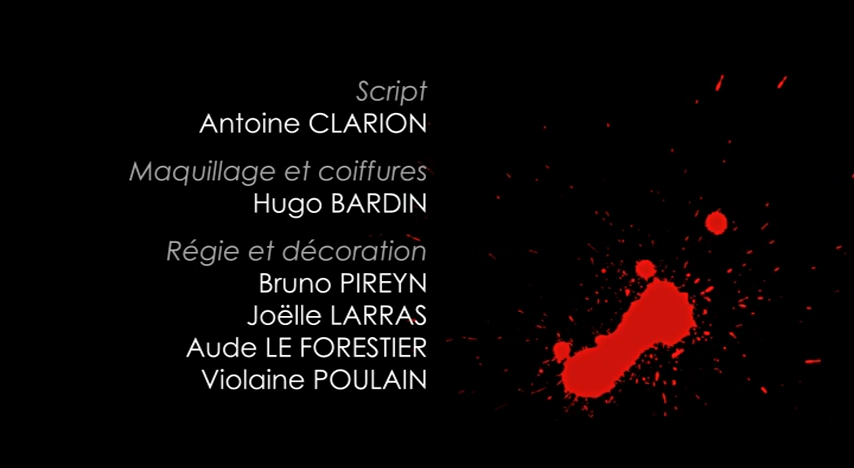 Script
Antoine CLARION
Maquillage et coiffures
Hugo BARDIN
Régie et décoration
Bruno PIREYN
Joëlle LARRAS
Aude LE FORESTIER
Violaine POULAIN